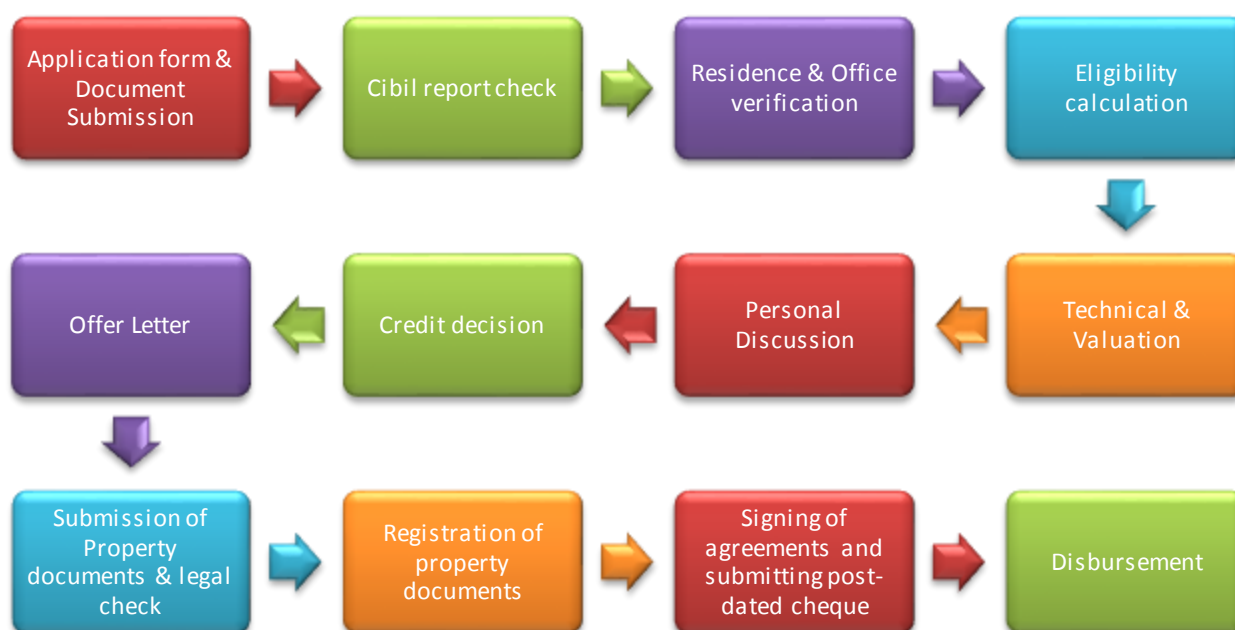 Application form &
Document
Submission
Cibil report check
Residence & Office
verification
Eligibility
calculation
Technical &
Valuation
Personal
Discussion
Credit decision
Offer Letter
Submission of
Property
documents & legal
check
Registration of
property
documents
Signing of
agreements and
submitting post-
dated cheque
Disbursement